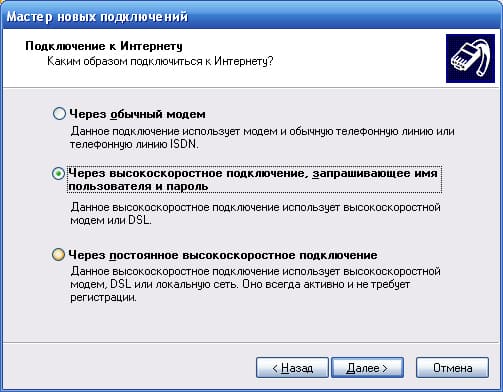 Мастер новых подключений
Подключение к Интернету
Каким образом подключиться к Интернету?
Через обычный модем
Данное подключение использует модем и обычную телефонную линию или
телефонную линию ISDN.
Через высокоскоростное подключение, запрашивающее имя
пользователя и пароль
Данное высокоскоростное подключение использует высокоскоростной
модем или DSL.
Через постоянное высокоскоростное подключение
Данное высокоскоростное подключение использует высокоскоростной
модем, DSL или локальную сеть. Оно всегда активно и не требует
регистрации.
< Назад Далее > Отмена